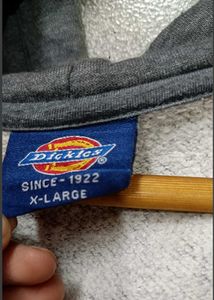 Dickies
®
SINCE-1922
X-LARGE